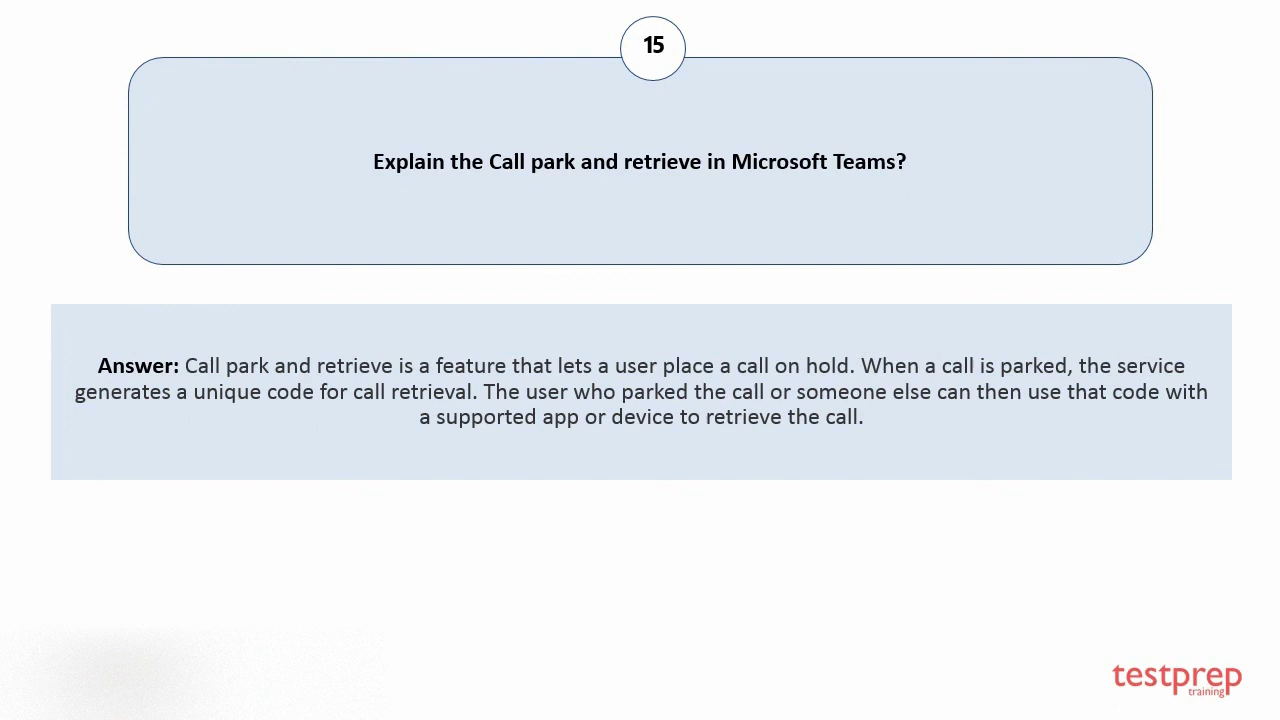 15
Explain the Call park and retrieve in Microsoft Teams?
Answer: Call park and retrieve is a feature that lets a user place a call on hold. When a call is parked, the service
generates a unique code for call retrieval. The user who parked the call or someone else can then use that code with
a supported app or device to retrieve the call.
testprep
training